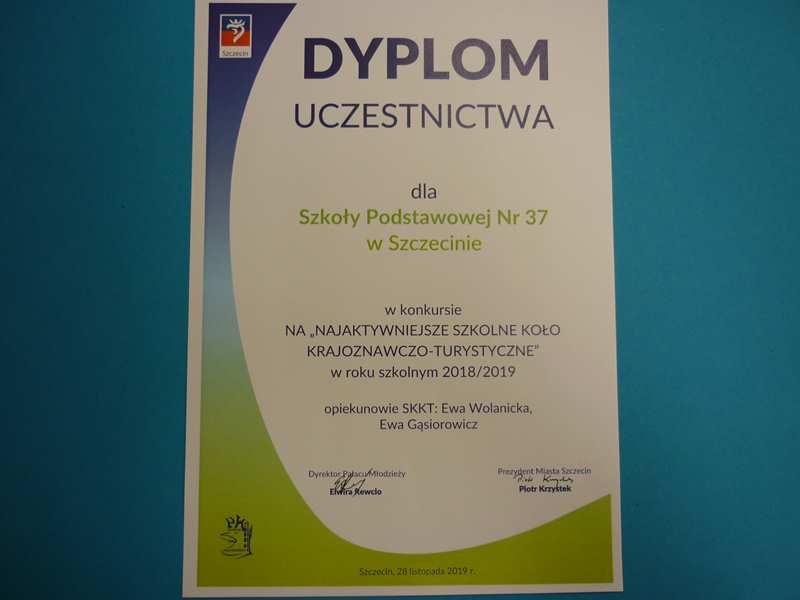 Szczecin
DYPLOM
UCZESTNICTWA
dla
Szkoły Podstawowej Nr 37
w Szczecinie
w konkursie
NA „NAJAKTYWNIEJSZE SZKOLNE KOŁO
KRAJOZNAWCZO-TURYSTYCZNE”
w roku szkolnym 2018/2019
opiekunowie SKKT: Ewa Wolanicka,
Ewa Gąsiorowicz
Dyrektor Pałacu Młodzieży
Elwira Rewcio
Prezydent Miasta Szczecin
Piotr Krzystek
Szczecin, 28 listopada 2019 r.